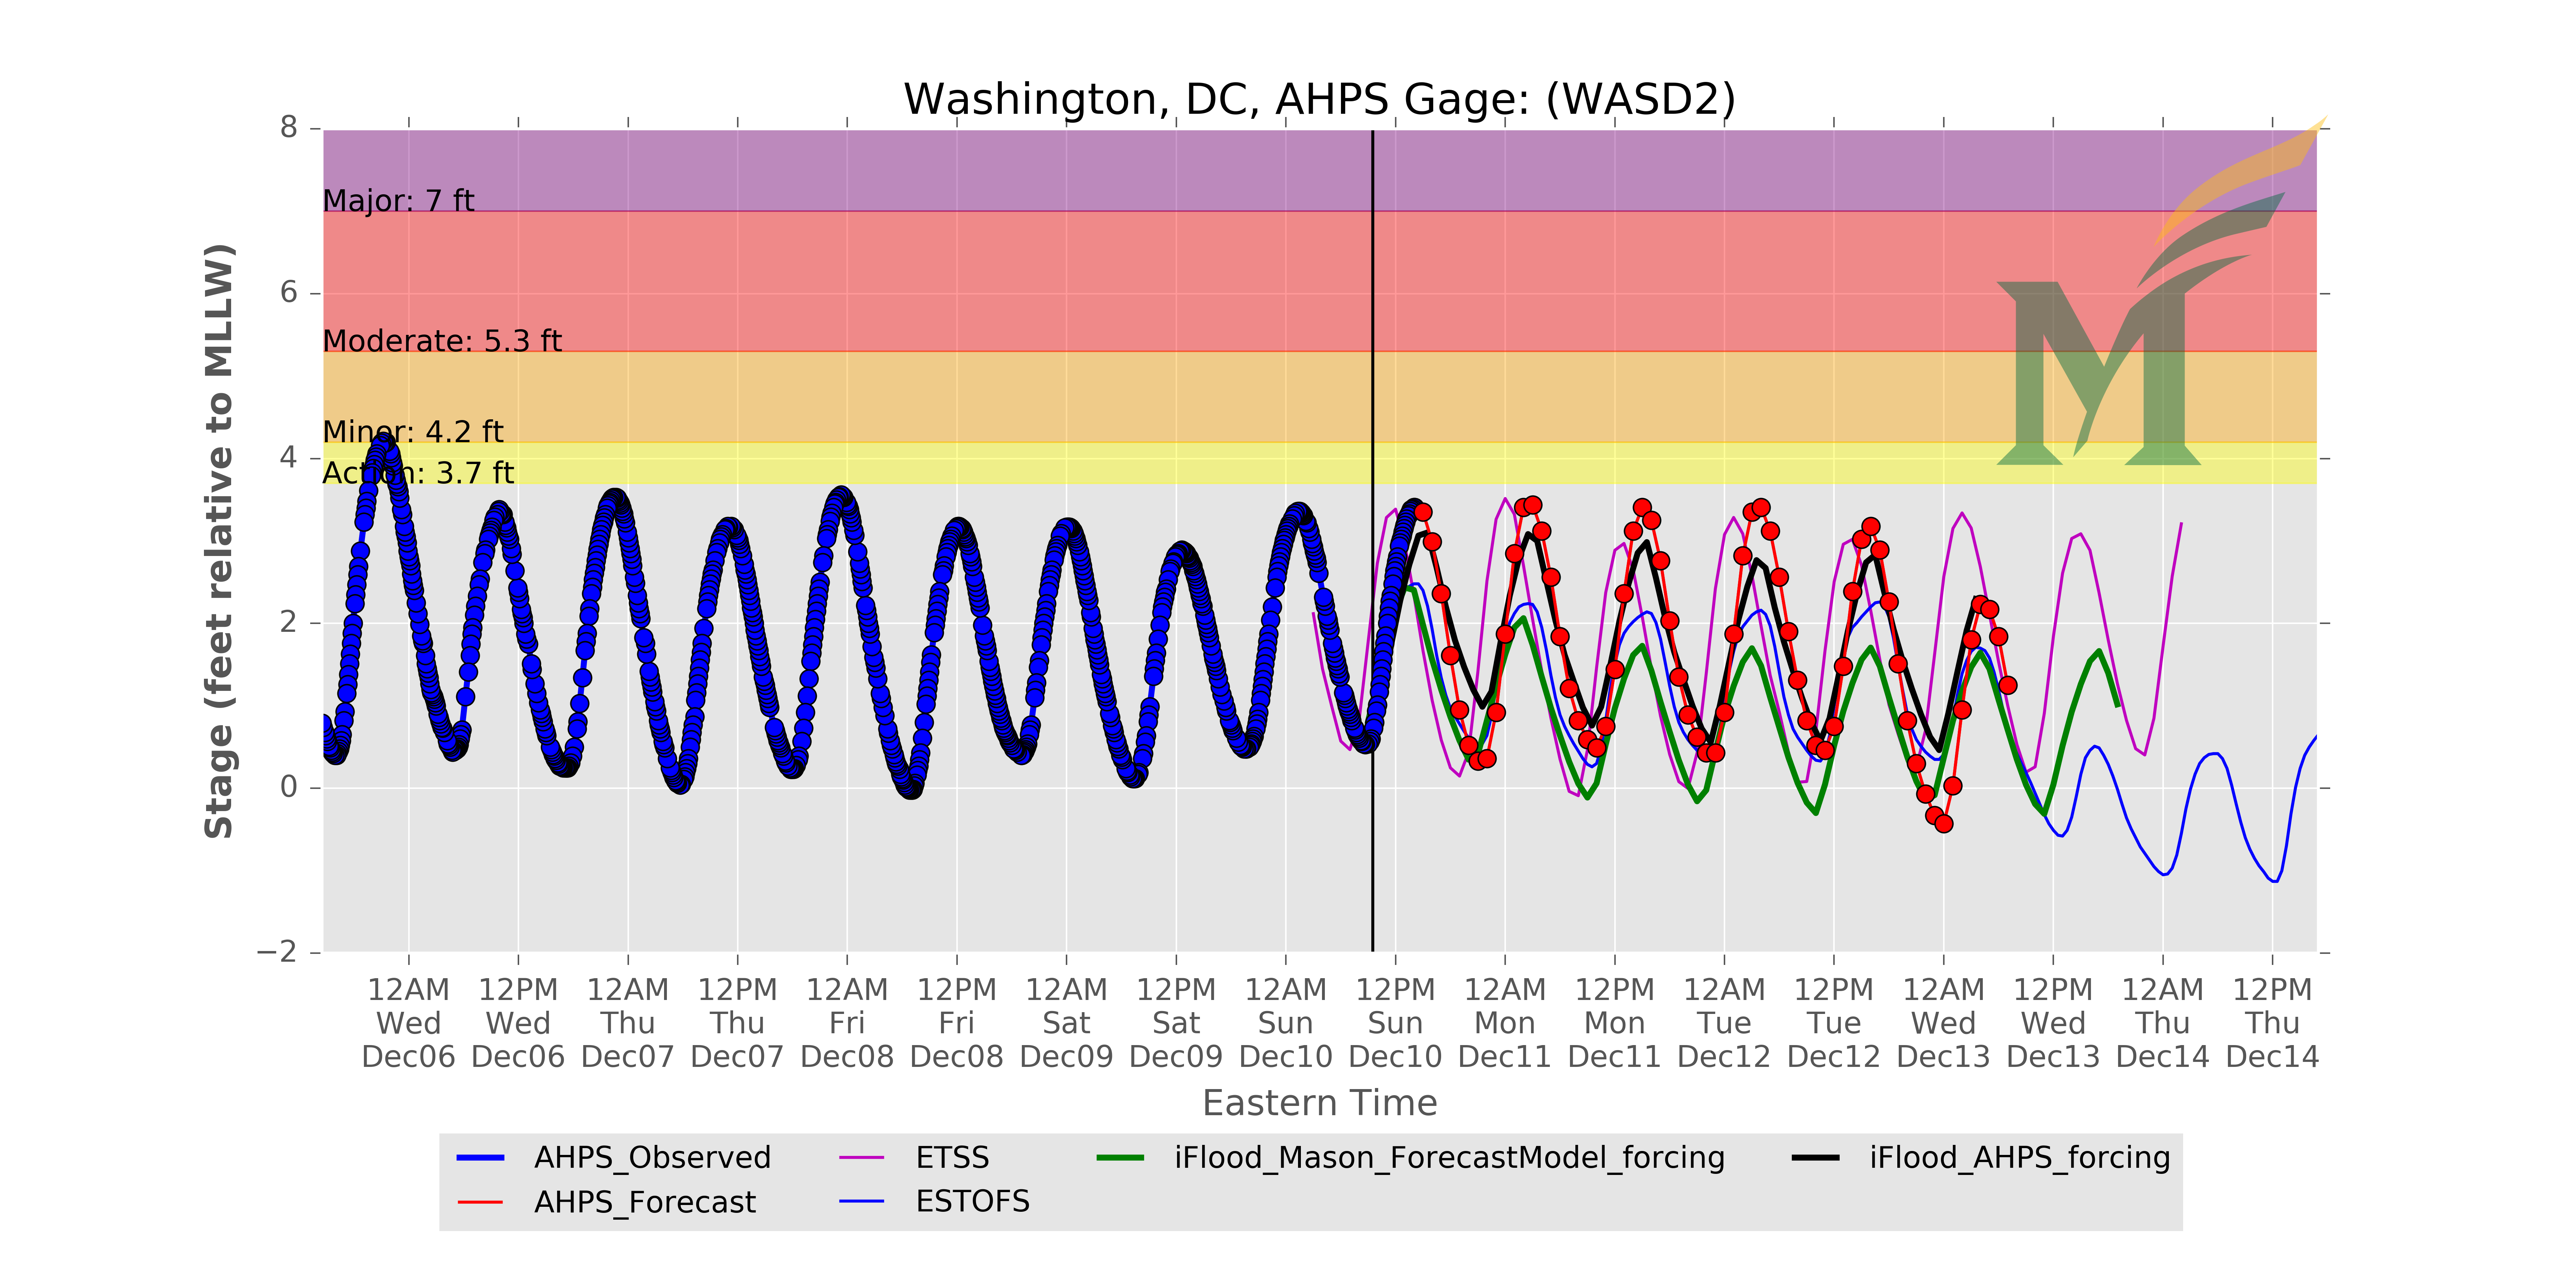 Washington, DC, AHPS Gage: (WASD2)
Stage (feet relative to MLLW)
8
6
4
2
0
−2
Major: 7 ft
Moderate: 5.3 ft
Minor: 4.2 ft
Action: 3.7 ft
12AM 12PM 12AM 12PM 12AM 12PM 12AM 12PM 12AM 12PM 12AM 12PM 12AM 12PM 12AM 12PM 12AM 12PM
Wed Wed Thu Thu Fri Fri Sat Sat Sun Sun Mon Mon Tue Tue Wed Wed Thu Thu
Dec06 Dec06 Dec07 Dec07 Dec08 Dec08 Dec09 Dec09 Dec10 Dec10 Dec11 Dec11 Dec12 Dec12 Dec13 Dec13 Dec14 Dec14
Eastern Time
AHPS_Observed ETSS iFlood_Mason_ForecastModel_forcing iFlood_AHPS_forcing
AHPS_Forecast ESTOFS
M